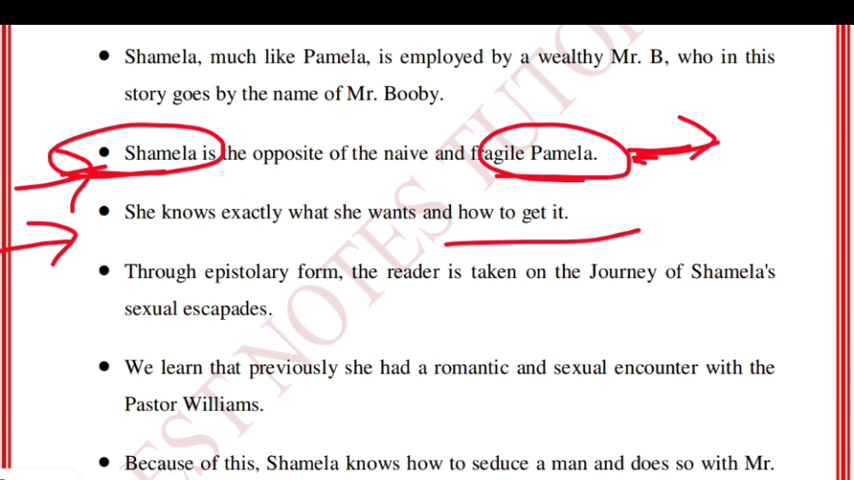 Shamela, much like Pamela, is employed by a wealthy Mr. B, who in this
story goes by the name of Mr. Booby.
Shamela is the opposite of the naive and fragile Pamela.
She knows exactly what she wants and how to get it.
Through epistolary form, the reader is taken on the Journey of Shamela's
sexual escapades.
We learn that previously she had a romantic and sexual encounter with the
Pastor Williams.
Because of this, Shamela knows how to seduce a man and does so with Mr.
EST NOTES TUTOR